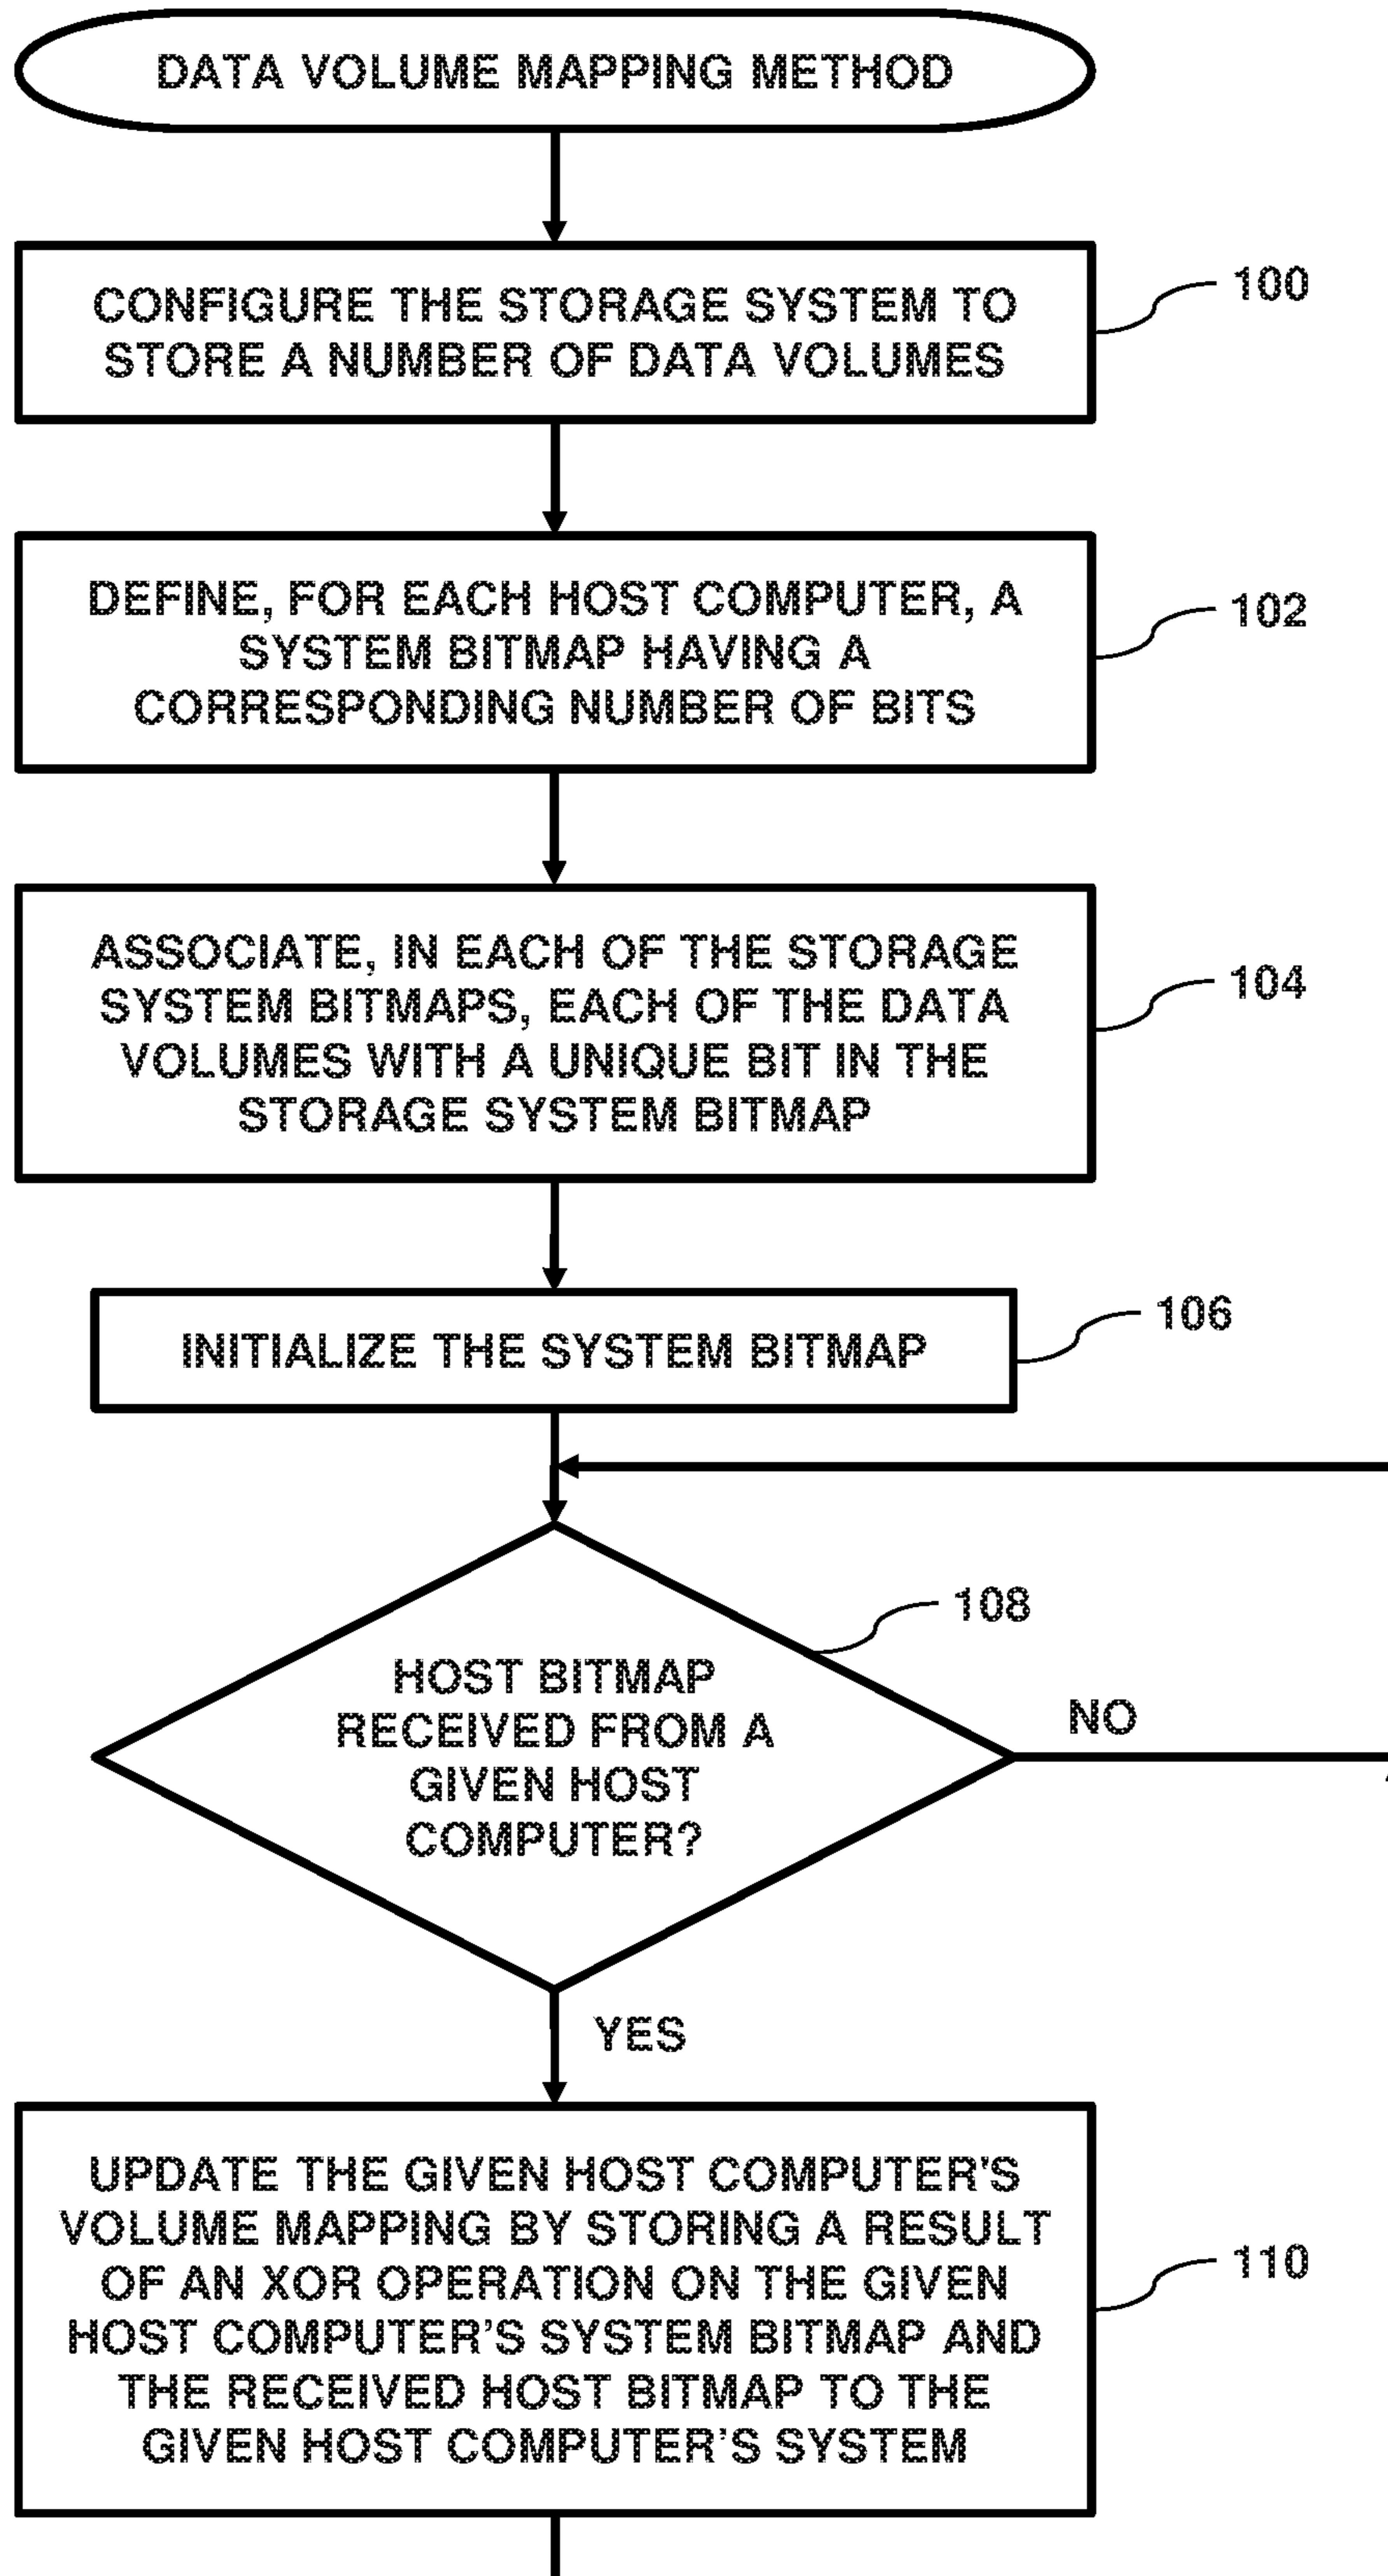 DATA VOLUME MAPPING METHOD
CONFIGURE THE STORAGE SYSTEM TO
STORE A NUMBER OF DATA VOLUMES
100
DEFINE, FOR EACH HOST COMPUTER, A
SYSTEM BITMAP HAVING A
CORRESPONDING NUMBER OF BITS
102
ASSOCIATE, IN EACH OF THE STORAGE
SYSTEM BITMAPS, EACH OF THE DATA
VOLUMES WITH A UNIQUE BIT IN THE
STORAGE SYSTEM BITMAP
104
INITIALIZE THE SYSTEM BITMAP
106
108
HOST BITMAP
RECEIVED FROM A
GIVEN HOST
COMPUTER?
NO
YES
UPDATE THE GIVEN HOST COMPUTER'S
VOLUME MAPPING BY STORING A RESULT
OF AN XOR OPERATION ON THE GIVEN
HOST COMPUTER'S SYSTEM BITMAP AND
THE RECEIVED HOST BITMAP TO THE
GIVEN HOST COMPUTER'S SYSTEM
110